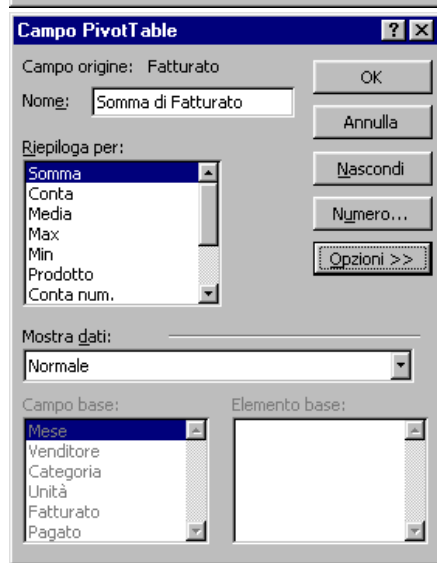 Campo PivotTable
Campo origine: Fatturato
Nome: Somma di Fatturato
OK
Annulla
Riepiloga per:
Somma
Conta
Media
Max
Min
Prodotto
Conta num.
Nascondi
Numero...
Opzioni >>
Mostra dati:
Normale
Campo base:
Mese
Venditore
Categoria
Unità
Fatturato
Pagato
Elemento base: